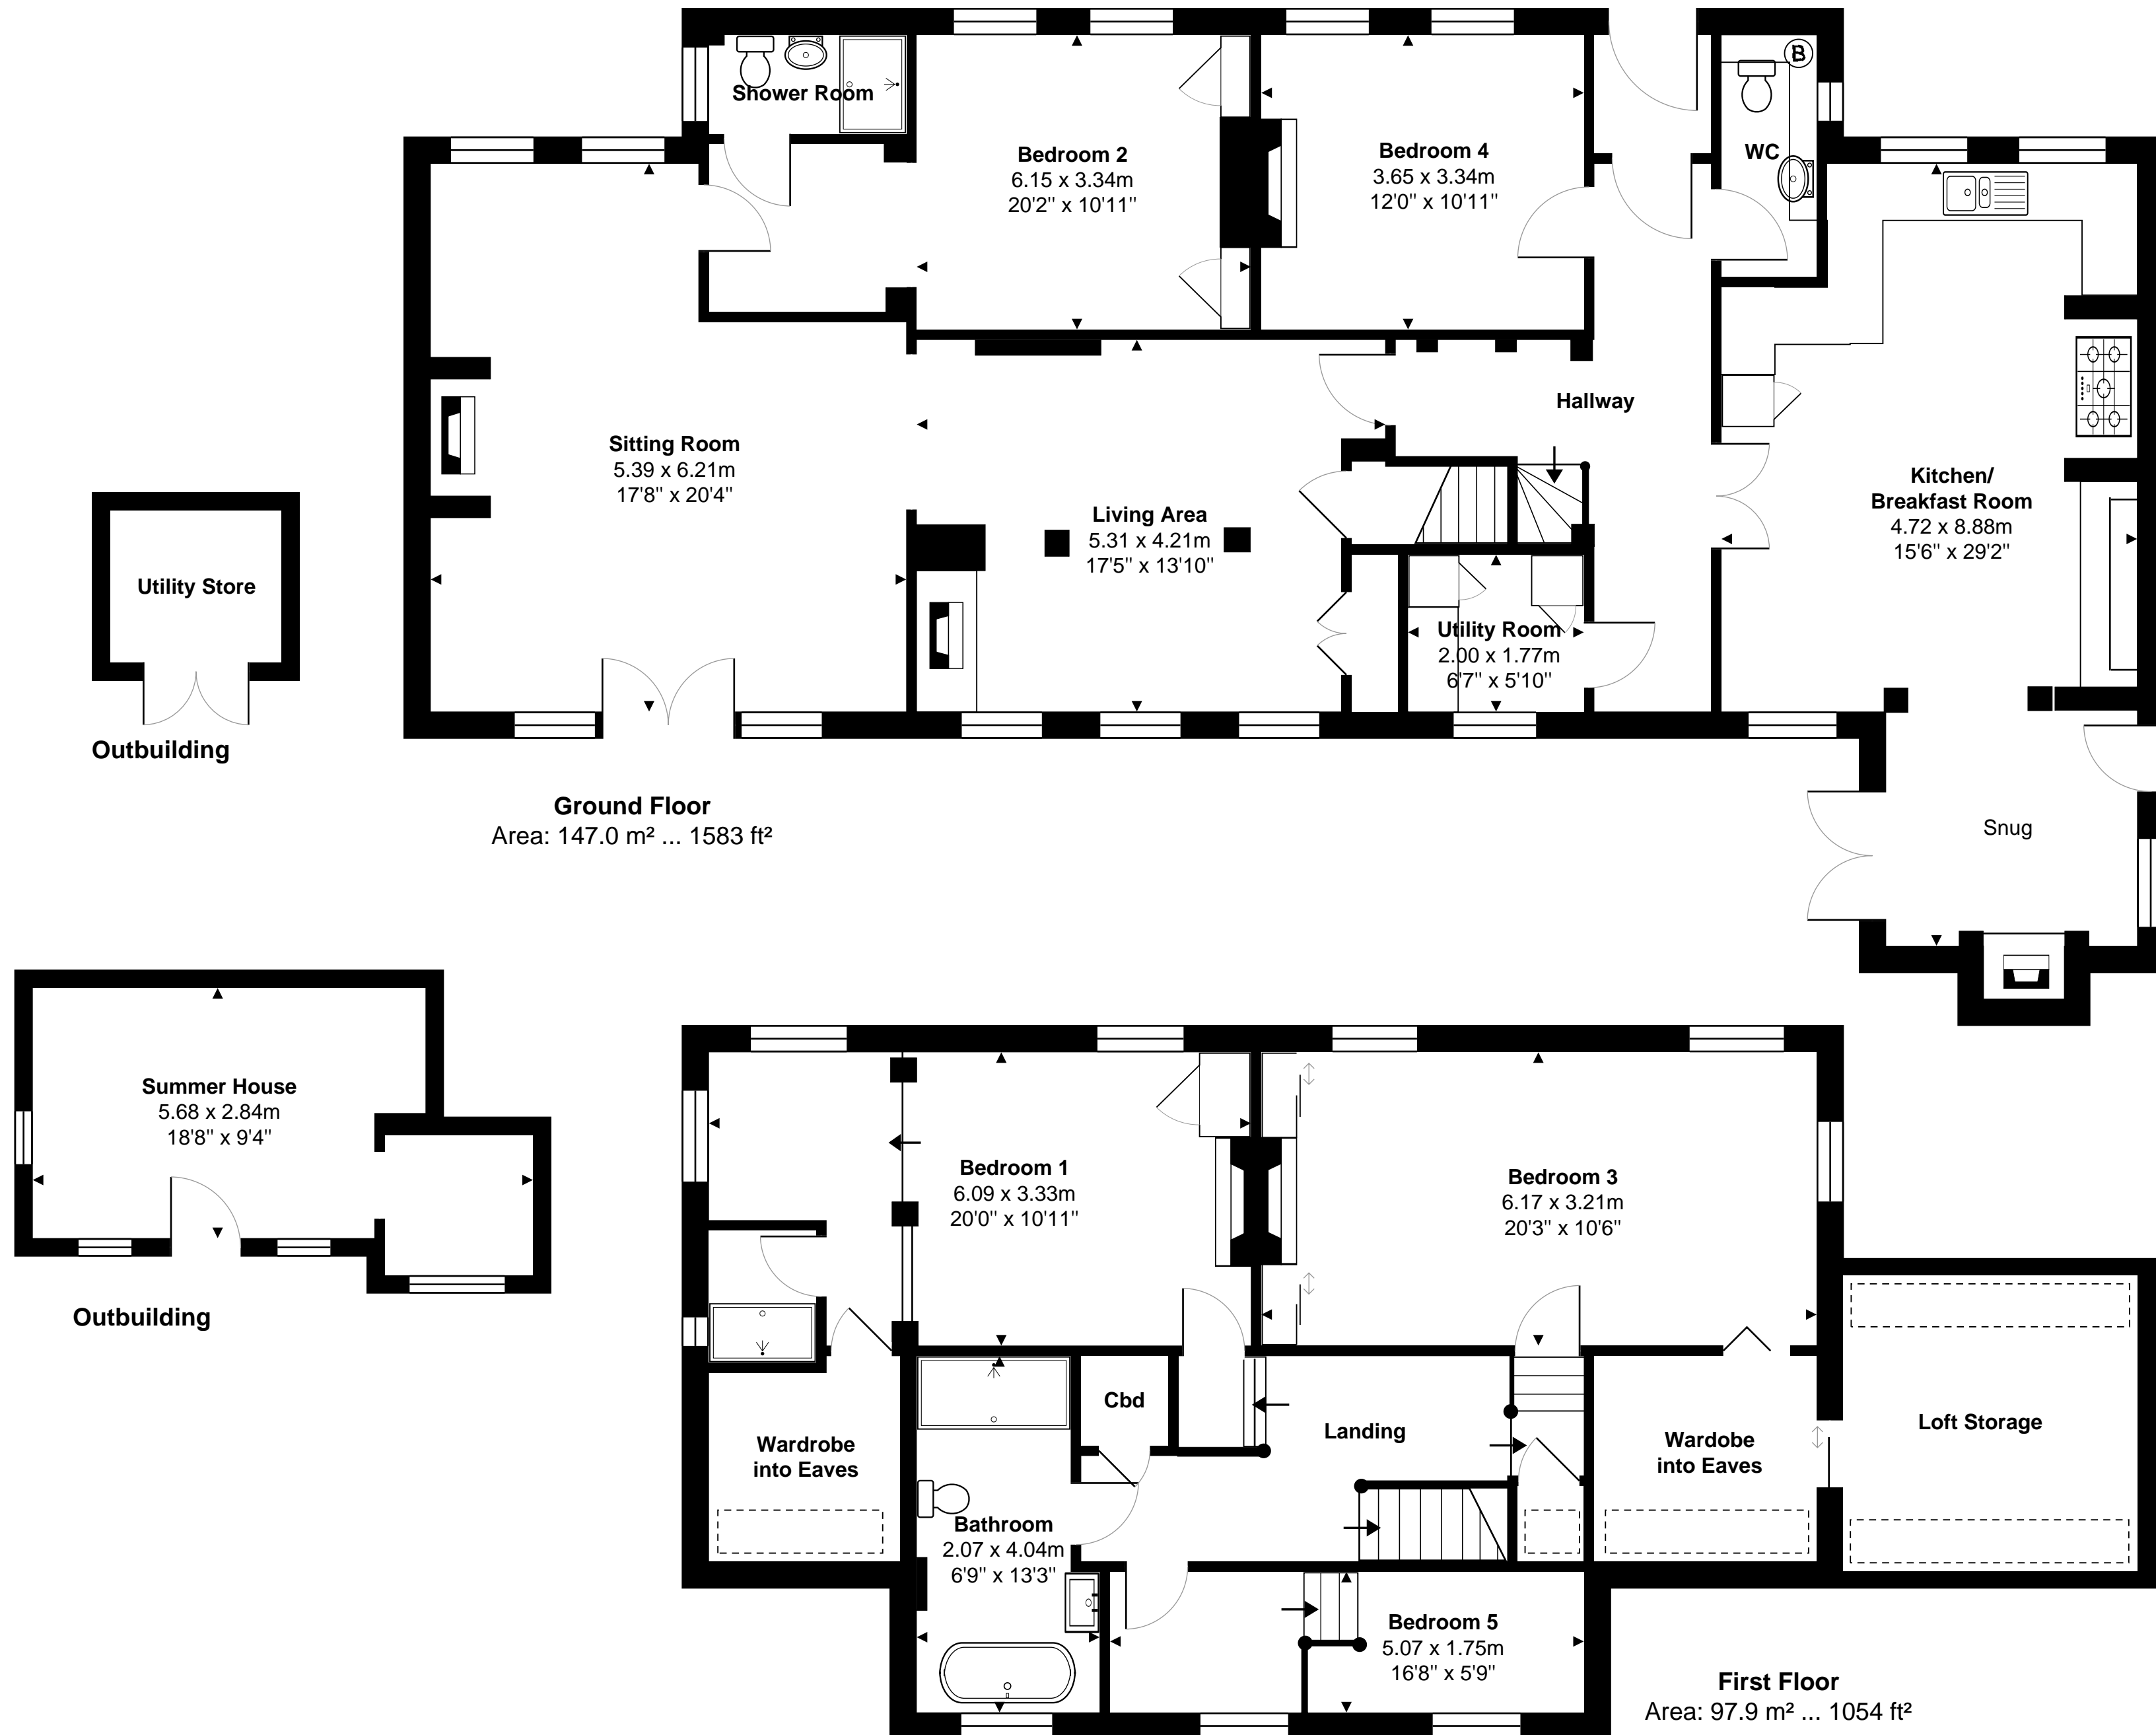 Shower Room
B
Bedroom 2
6.15 x 3.34m
20'2" x 10'11"
Bedroom 4
3.65 x 3.34m
12'0" x 10'11"
WC
Hallway
Sitting Room
5.39 x 6.21m
17'8" x 20'4"
Living Area
5.31 x 4.21m
17'5" x 13'10"
Kitchen/
Breakfast Room
4.72 x 8.88m
15'6" x 29'2"
Utility Room
2.00 x 1.77m
6'7" x 5'10"
Utility Store
Outbuilding
Ground Floor
Area: 147.0 m² ... 1583 ft²
Snug
Summer House
5.68 x 2.84m
18'8" x 9'4"
Outbuilding
Bedroom 1
6.09 x 3.33m
20'0" x 10'11"
Bedroom 3
6.17 x 3.21m
20'3" x 10'6"
Cbd
Landing
Wardrobe
into Eaves
Wardobe
into Eaves
Loft Storage
Bathroom
2.07 x 4.04m
6'9" x 13'3"
Bedroom 5
5.07 x 1.75m
16'8" x 5'9"
First Floor
Area: 97.9 m² ... 1054 ft²